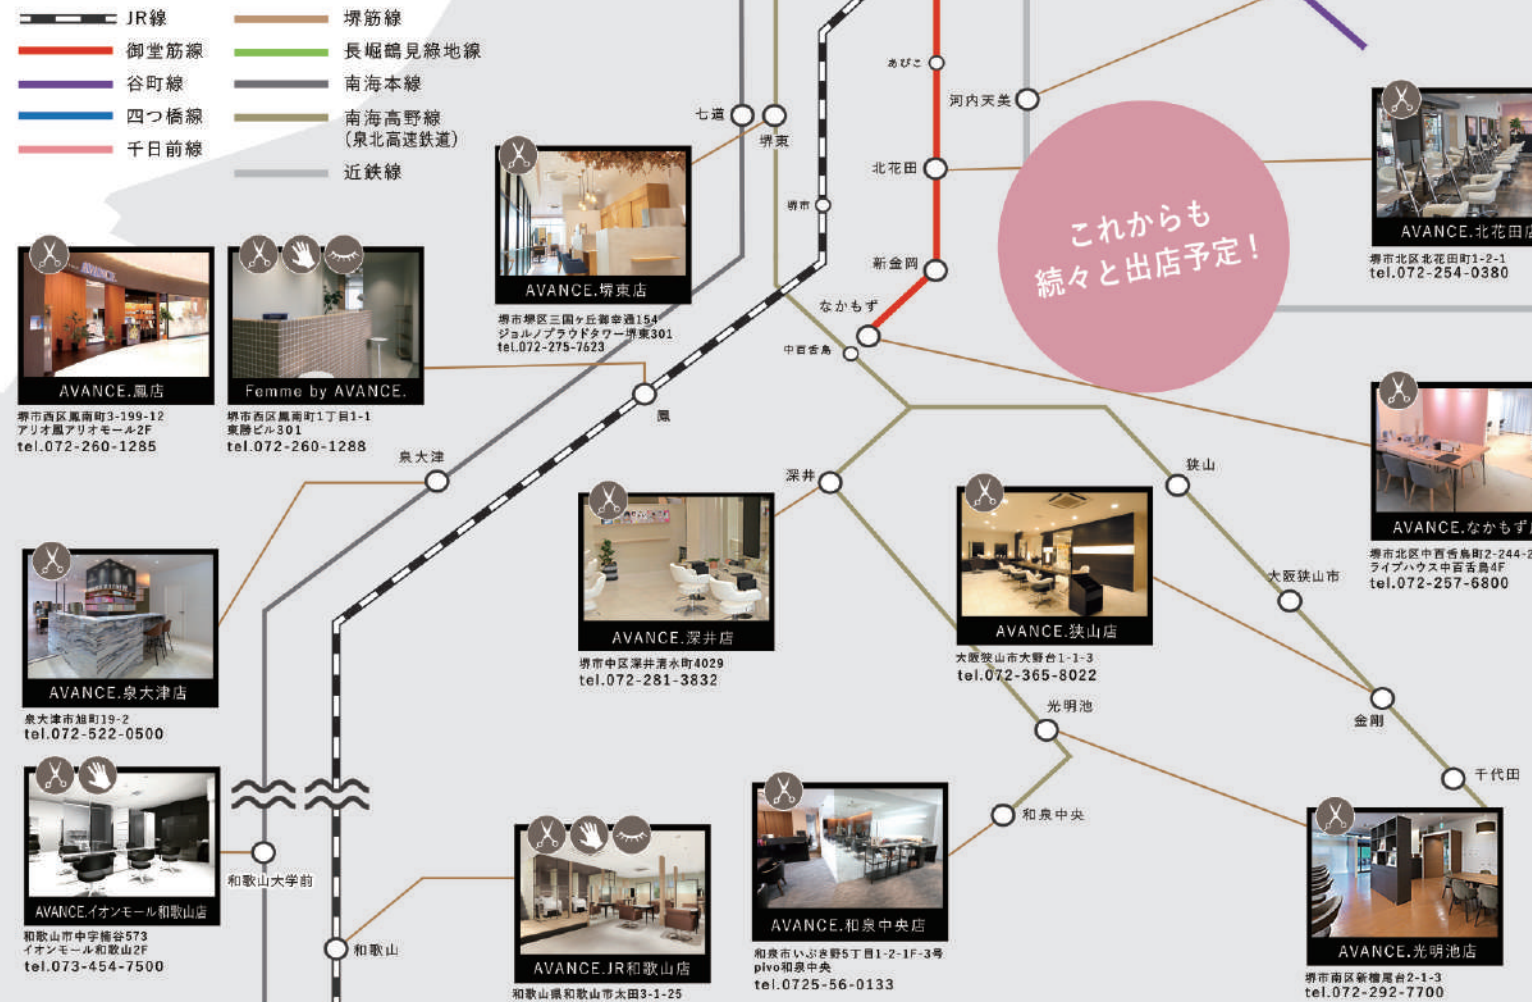 JR線
御堂筋線
谷町線
四つ橋線
千日前線
堺筋線
長堀鶴見緑地線
南海本線
南海高野線
(泉北高速鉄道)
近鉄線
あびこ
河内天美
七道
堺東
北花田
堺市
新金岡
なかもず
中百舌鳥
これからも
続々と出店予定!
AVANCE.北花田店
堺市北区北花田町1-2-1
tel.072-254-0380
AVANCE.堺東店
堺市堺区三国ヶ丘御幸通154
ジョルノプラウドタワー堺東301
tel.072-275-7623
AVANCE.
AVANCE.鳳店
堺市西区鳳南町3-199-12
アリオ鳳アリオモール2F
tel.072-260-1285
Femme by AVANCE.
堺市西区鳳南町1丁目1-1
東勝ビル301
tel.072-260-1288
鳳
泉大津
深井
狭山
AVANCE.なかもず
堺市北区中百舌鳥町2-244-2
ライブハウス中百舌鳥4F
tel.072-257-6800
大阪狭山市
AVANCE.深井店
堺市中区深井清水町4029
tel.072-281-3832
AVANCE.狭山店
大阪狭山市大野台1-1-3
tel.072-365-8022
AVANCE.泉大津店
泉大津市旭町19-2
tel.072-522-0500
光明池
金剛
千代田
和泉中央
和歌山大学前
和歌山
AVANCE.イオンモール和歌山店
和歌山市中字楠谷573
イオンモール和歌山2F
tel.073-454-7500
AVANCE.JR和歌山店
和歌山県和歌山市太田3-1-25
AVANCE.和泉中央店
和泉市いぶき野5丁目1-2-1F-3号
pivo和泉中央
tel.0725-56-0133
AVANCE.光明池店
堺市南区新檜尾台2-1-3
tel.072-292-7700